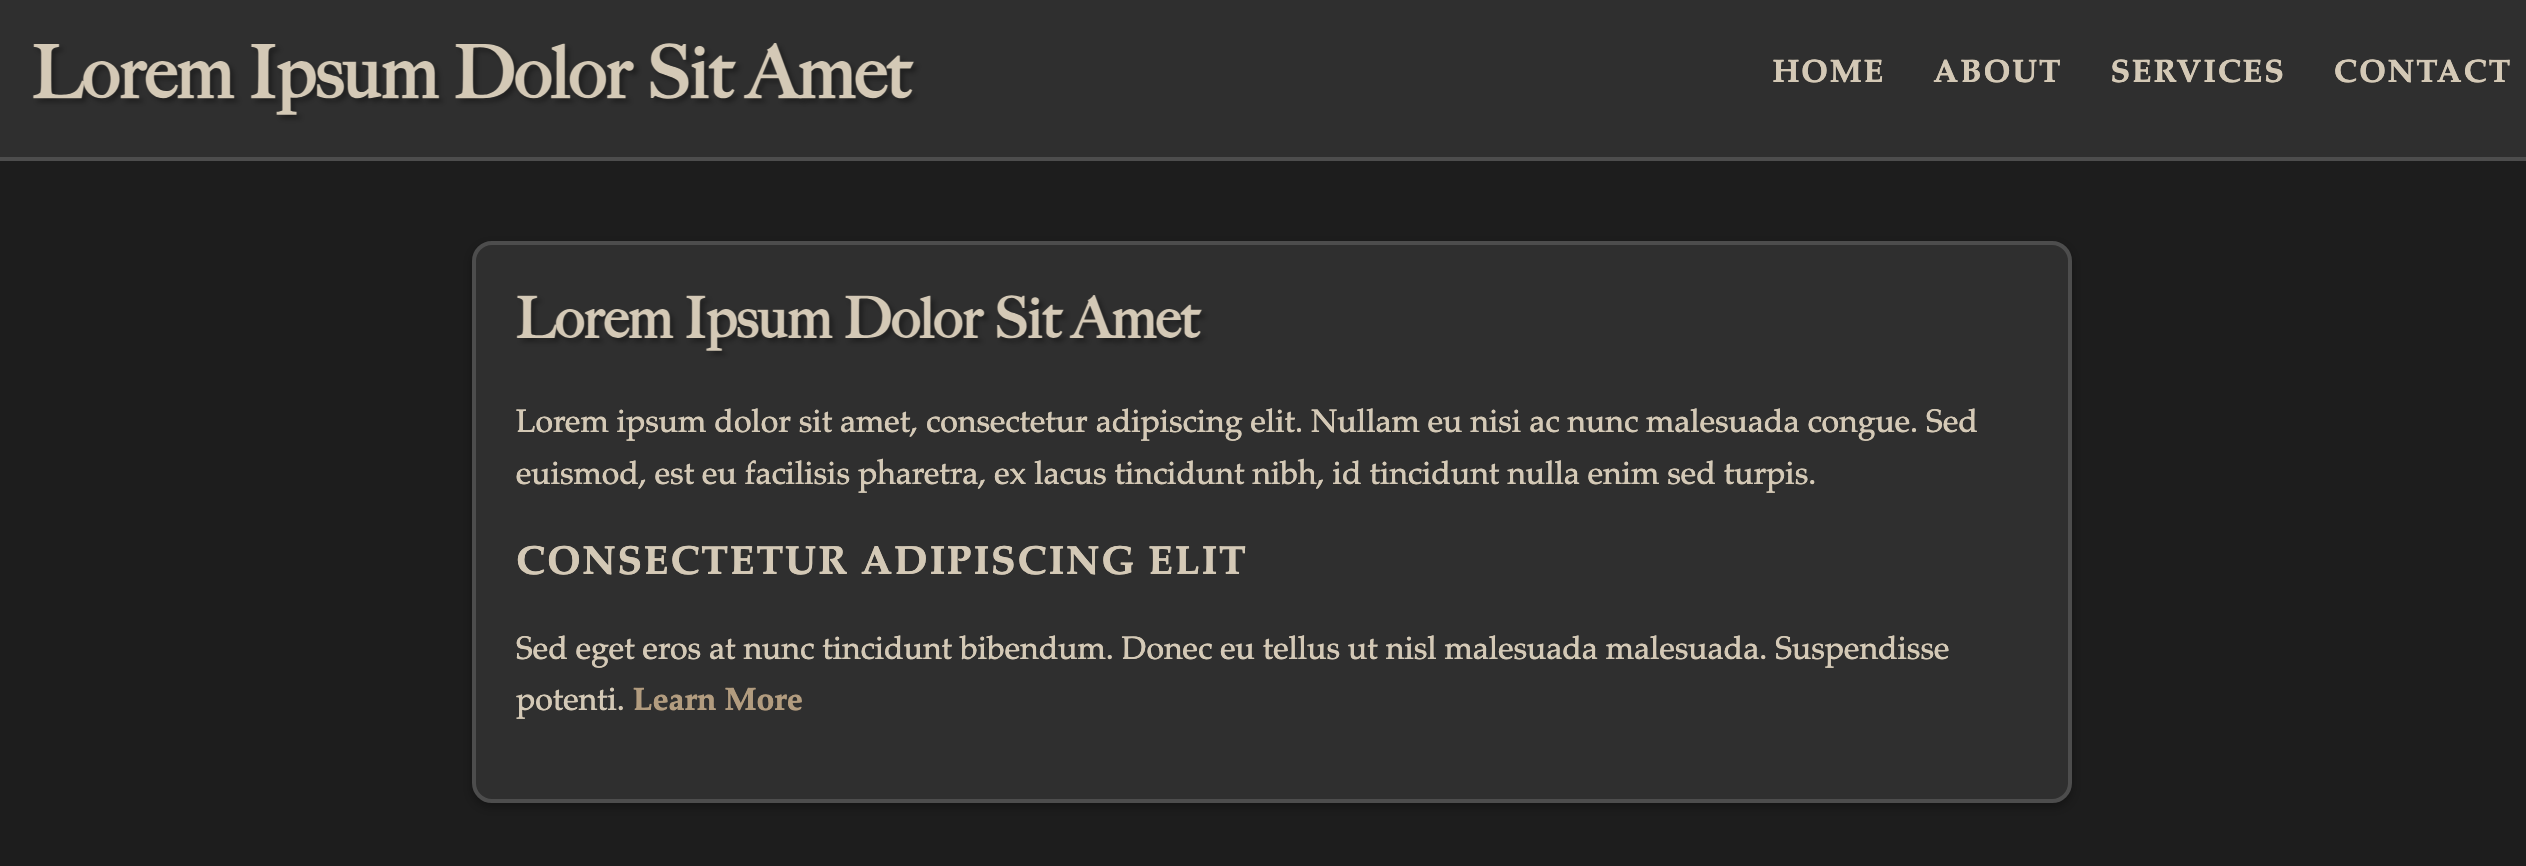 Lorem Ipsum Dolor Sit Amet
HOME ABOUT SERVICES CONTACT
Lorem Ipsum Dolor Sit Amet
Lorem ipsum dolor sit amet, consectetur adipiscing elit. Nullam eu nisi ac nunc malesuada congue. Sed
euismod, est eu facilisis pharetra, ex lacus tincidunt nibh, id tincidunt nulla enim sed turpis.
CONSECTETUR ADIPISCING ELIT
Sed eget eros at nunc tincidunt bibendum. Donec eu tellus ut nisl malesuada malesuada. Suspendisse
potenti. Learn More